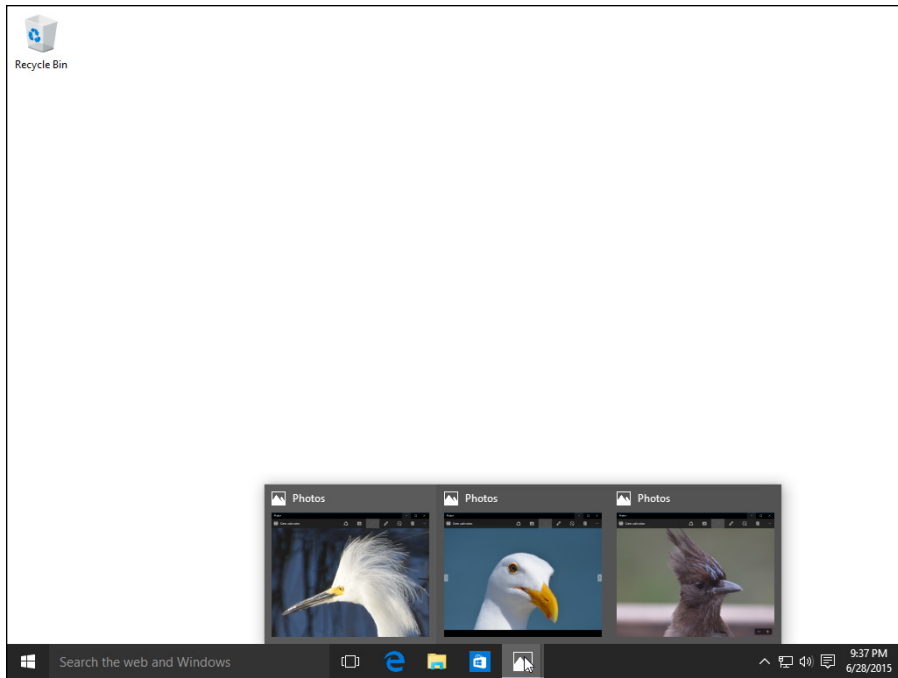 Recycle Bin
Photos
Photos
Photos
Search the web and Windows
9:37 PM
6/28/2015